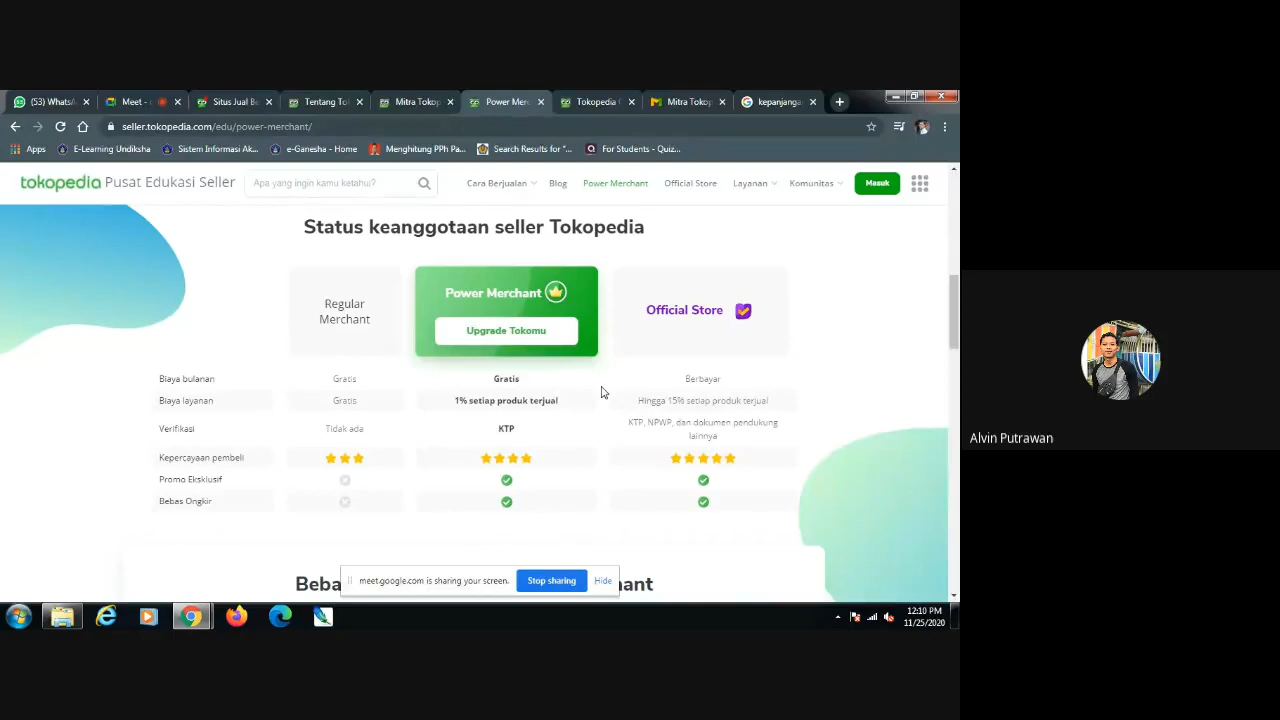 (53) WhatsA
Meet -
Situs Jual Be
Tentang To
Mitra Tokop
Power Merc
Tokopedia
Mitra Tokop
kepanjanga
seller.tokopedia.com/edu/power-merchant/
Apps
E-Learning Undiksha
Sistem Informasi Ak...
e-Ganesha - Home
Menghitung PPh Pa...
Search Results for "...
For Students - Quiz...
tokopedia Pusat Edukasi Seller
Apa yang ingin kamu ketahui?
Cara Berjualan
Blog
Power Merchant
Official Store
Layanan
Komunitas
Masuk
Status keanggotaan seller Tokopedia
Regular
Merchant
Power Merchant
Upgrade Tokomu
Official Store
Biaya bulanan Gratis Gratis Berbayar
Biaya layanan Gratis 1% setiap produk terjual Hingga 15% setiap produk terjual
Verifikasi Tidak ada KTP KTP, NPWP, dan dokumen pendukung
lainnya
Kepercayaan pembeli
Promo Eksklusif
Bebas Ongkir
Beba
hant
meet.google.com is sharing your screen.
Stop sharing
Hide
12:10 PM
11/25/2020
Alvin Putrawan